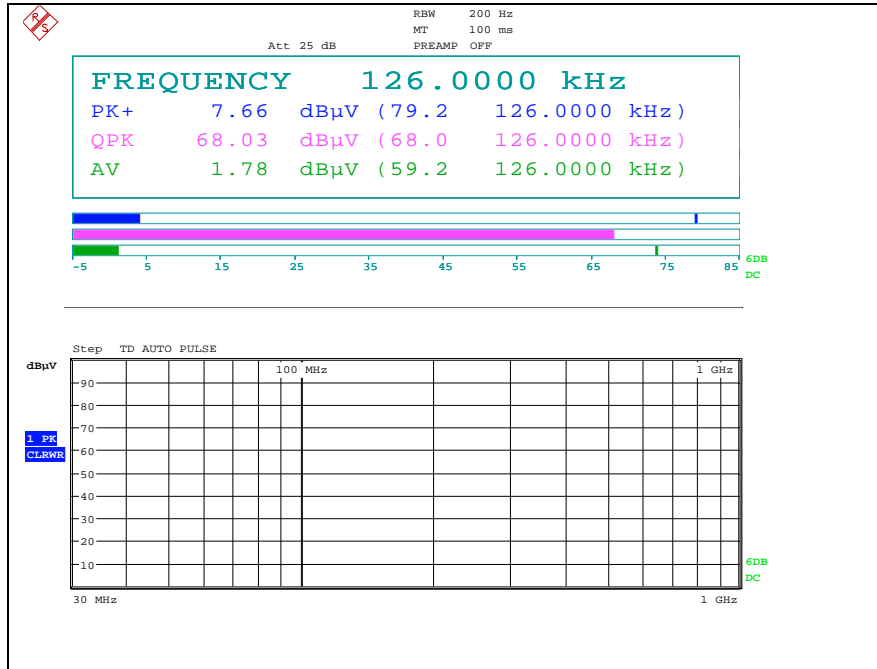 R S
RBW 200 Hz
MT 100 ms
Att 25 dB PREAMP OFF
FREQUENCY 126.0000 kHz
PK+ 7.66 dBµV (79.2 126.0000 kHz)
QPK 68.03 dBµV (68.0 126.0000 kHz)
AV 1.78 dBµV (59.2 126.0000 kHz)
-5 5 15 25 35 45 55 65 75 85
6DB
DC
Step TD AUTO PULSE
dBµV
100 MHz 1 GHz
90
80
70
1 PK
CLRWR
60
50
40
30
20
10
6DB
DC
30 MHz 1 GHz